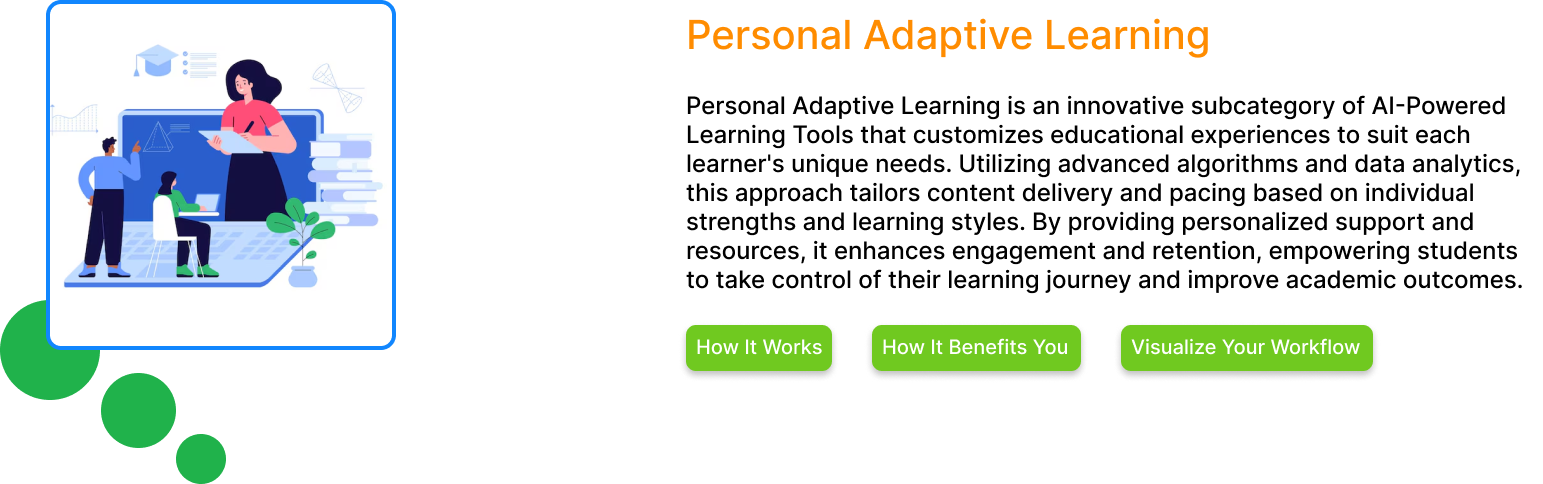 Personal Adaptive Learning
Personal Adaptive Learning is an innovative subcategory of AI-Powered
Learning Tools that customizes educational experiences to suit each
learner's unique needs. Utilizing advanced algorithms and data analytics,
this approach tailors content delivery and pacing based on individual
strengths and learning styles. By providing personalized support and
resources, it enhances engagement and retention, empowering students
to take control of their learning journey and improve academic outcomes.
How It Works
How It Benefits You
Visualize Your Workflow